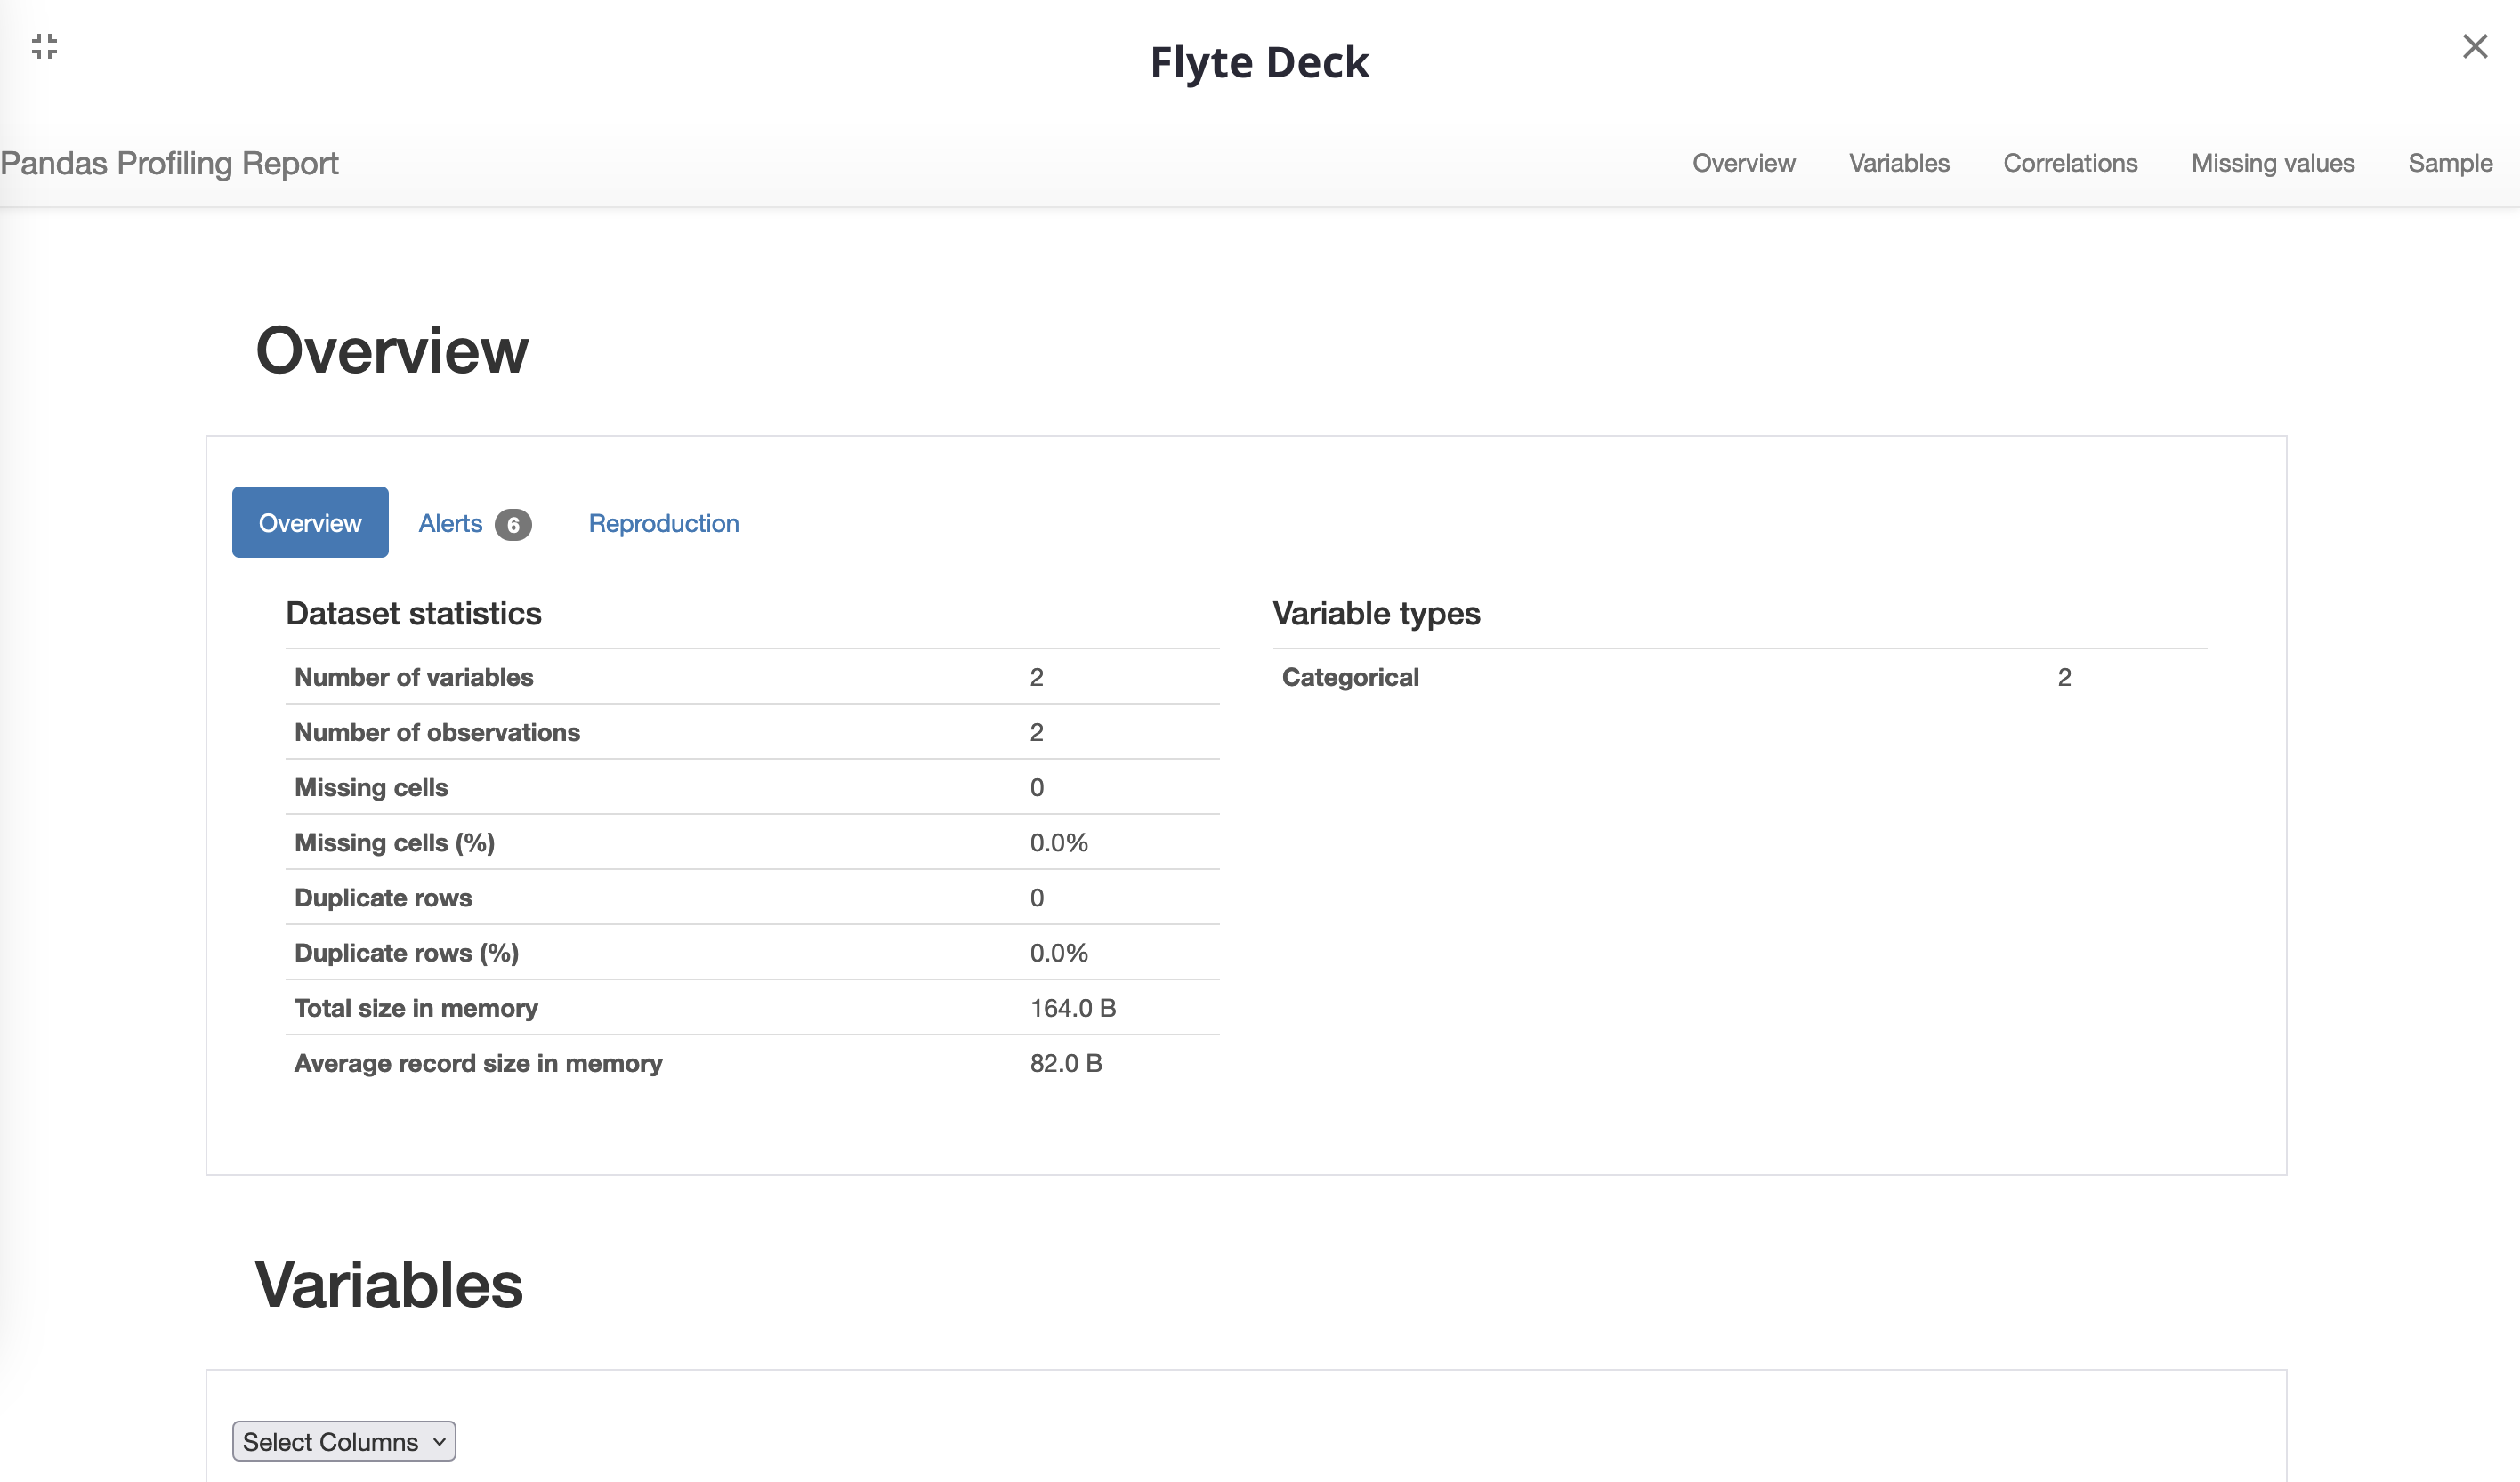 Flyte Deck
Pandas Profiling Report
Overview Variables Correlations Missing values Sample
Overview
Overview Alerts 6 Reproduction
Dataset statistics
Number of variables 2
Number of observations 2
Missing cells 0
Missing cells (%) 0.0%
Duplicate rows 0
Duplicate rows (%) 0.0%
Total size in memory 164.0 B
Average record size in memory 82.0 B
Variable types
Categorical 2
Variables
Select Columns